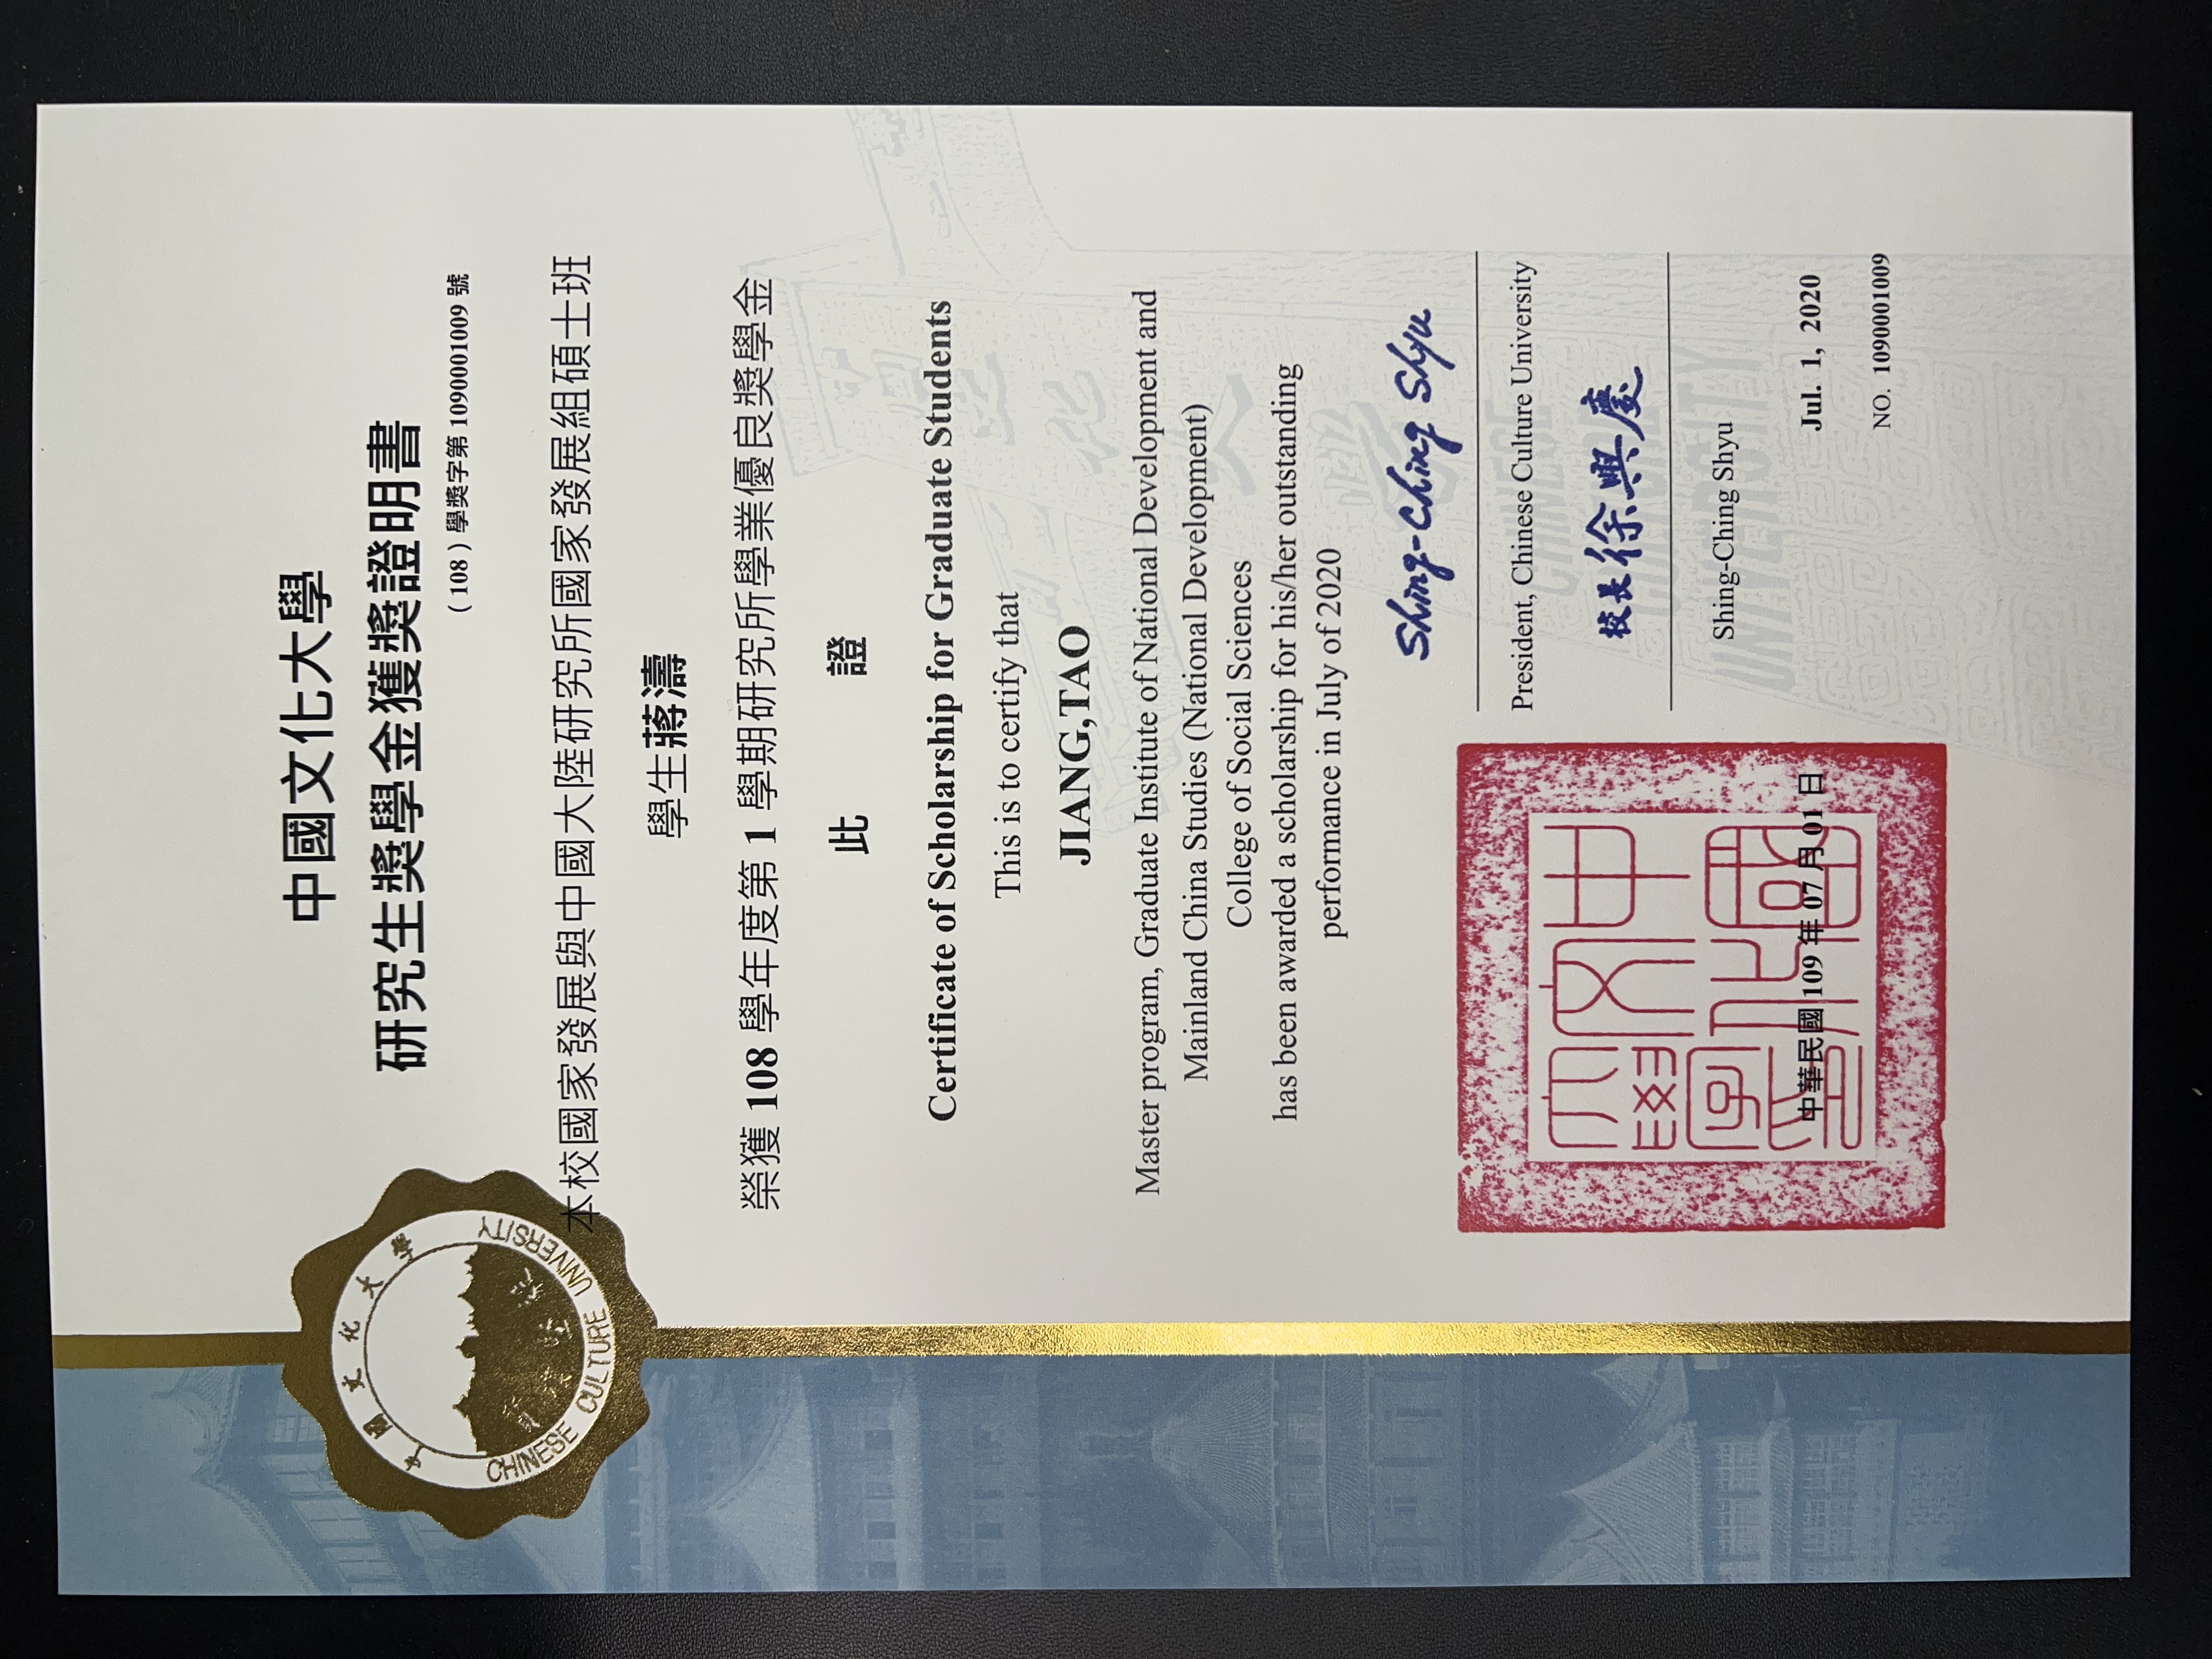 中國文化大學
CHINESE CULTURE UNIVERSITY
中國文化大學
研究生獎學金獲獎證明書
（108）學獎字第 1090001009 號
本校國家發展與中國大陸研究所國家發展組碩士班
學生蔣濤
榮獲 108 學年度第 1 學期研究所學業優良獎學金
此 證
Certificate of Scholarship for Graduate Students
This is to certify that
JIANG,TAO
Master program, Graduate Institute of National Development and
Mainland China Studies (National Development)
College of Social Sciences
has been awarded a scholarship for his/her outstanding
performance in July of 2020
Shing-Ching Shyu
President, Chinese Culture University
校長徐興慶
Shing-Ching Shyu
中國文化大學印
中華民國 109 年 07 月 01 日
Jul. 1, 2020
NO. 1090001009
中國文化大學
CHINESE
CULTURE
UNIVERSITY